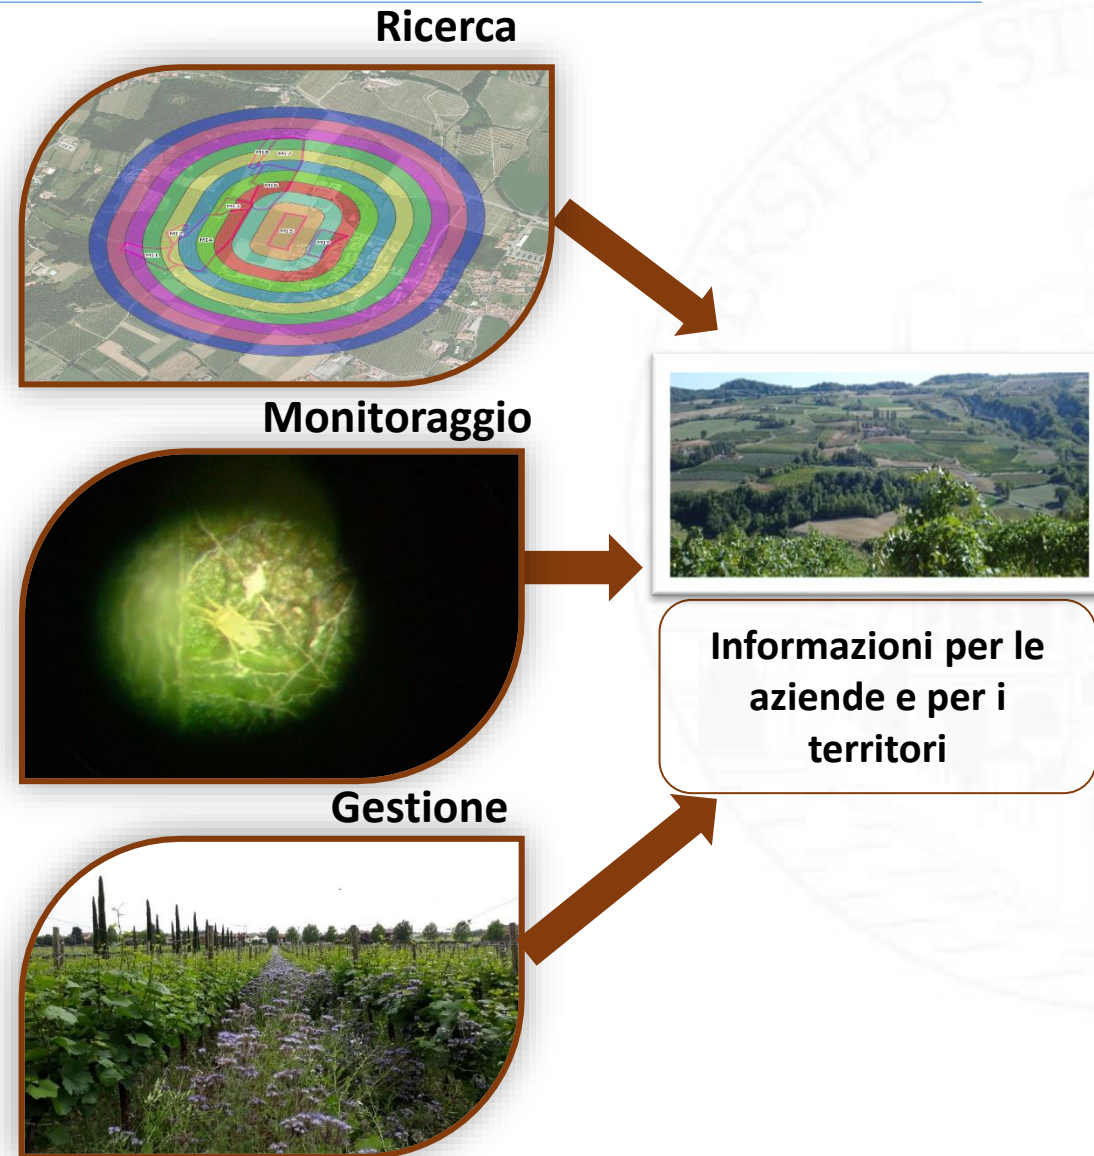 Ricerca
Monitoraggio
Gestione
Informazioni per le
aziende e per i
territori